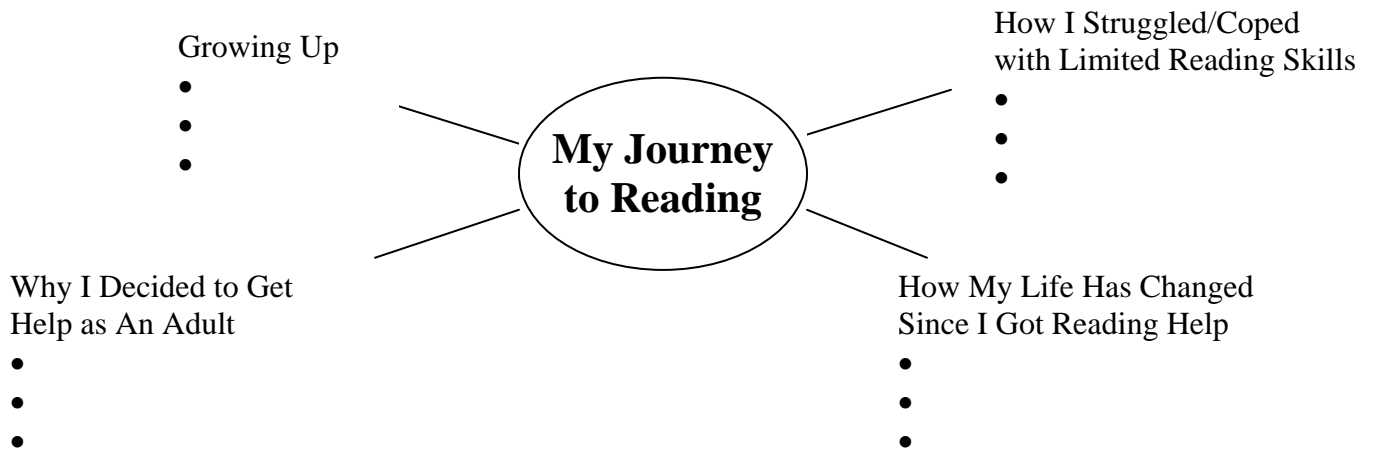 Growing Up
•
•
•
How I Struggled/Coped
with Limited Reading Skills
•
•
•
My Journey
to Reading
Why I Decided to Get
Help as An Adult
•
•
•
How My Life Has Changed
Since I Got Reading Help
•
•
•